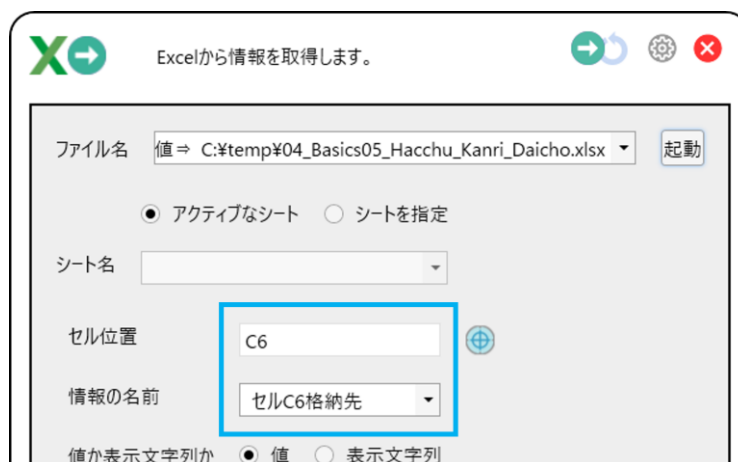 Excelから情報を取得します。
ファイル名 値⇒ C:¥temp¥04_Basics05_Hacchu_Kanri_Daicho.xlsx 起動
アクティブなシート シートを指定
シート名
セル位置 C6
情報の名前 セルC6格納先
値か表示文字列か 値 表示文字列